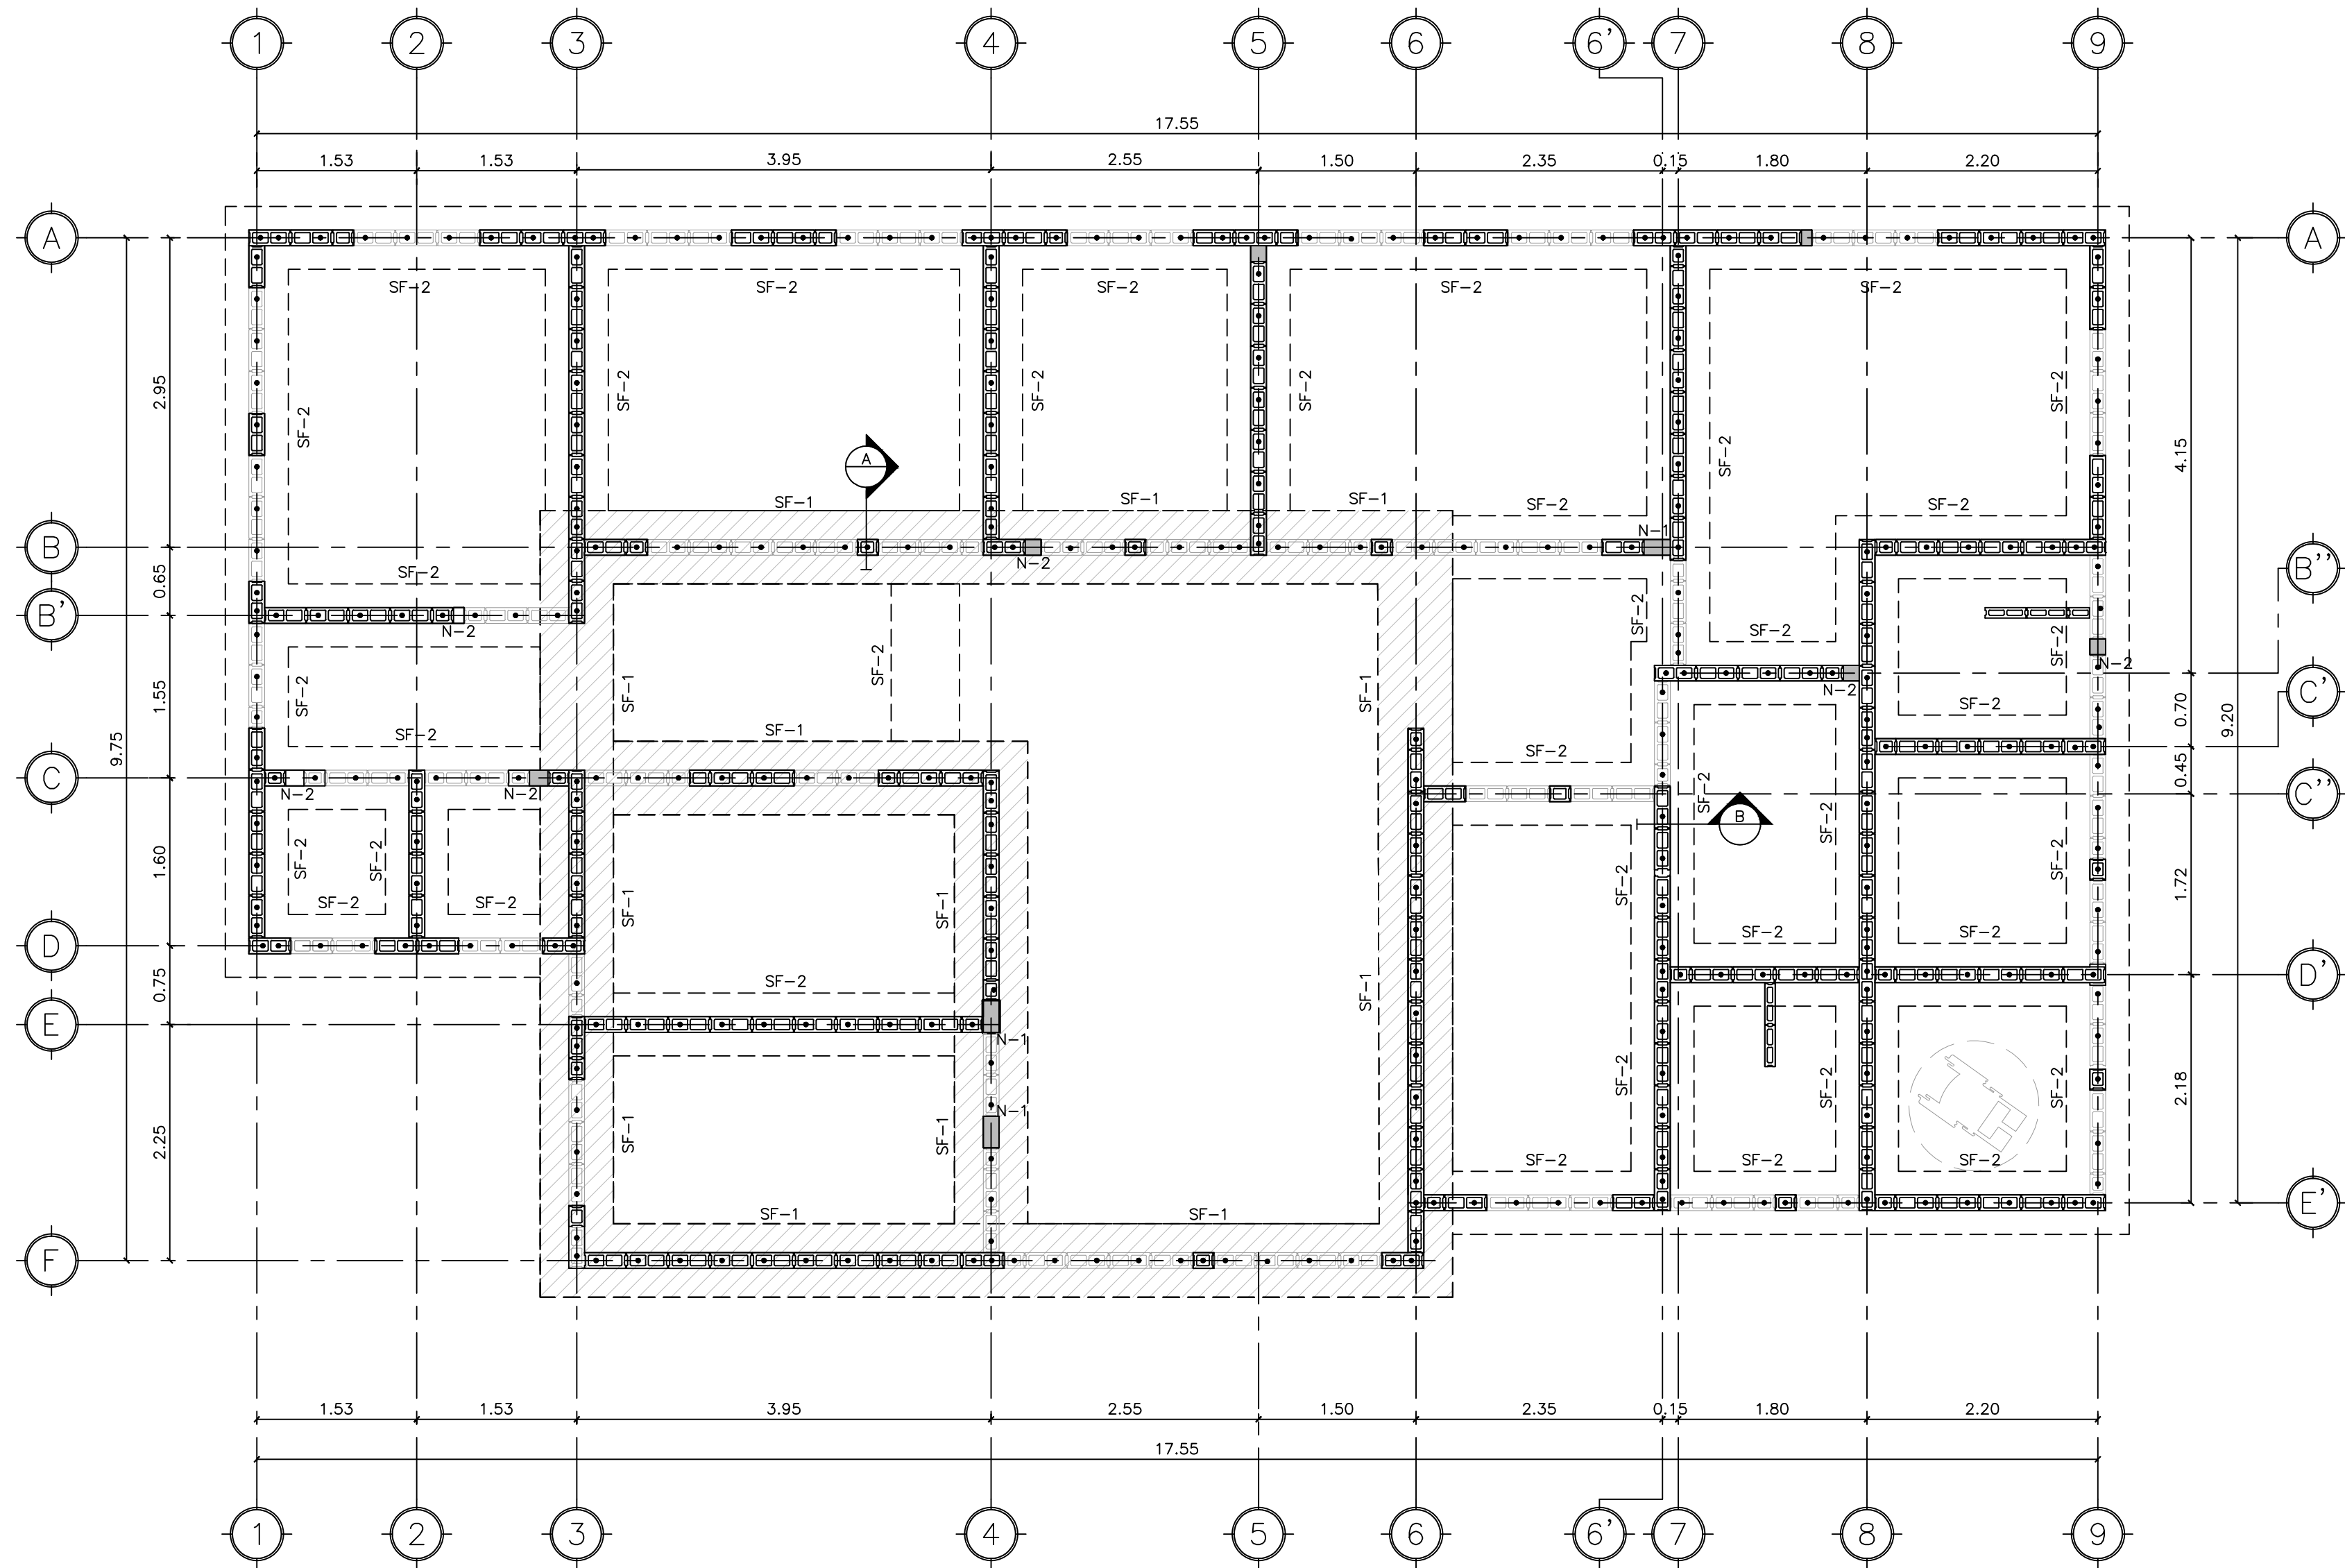 1 2 3 4 5 6 6' 7 8 9
17.55
1.53 1.53 3.95 2.55 1.50 2.35 0.15 1.80 2.20
A A
SF-2 SF-2 SF-2 SF-2 SF-2
2.95 4.15
SF-2 SF-2 SF-2 SF-2 SF-2 SF-2
A
SF-1 SF-1 SF-1 SF-2 SF-2
N-1
B
N-2
B''
SF-2
0.65
B'
N-2 SF-2 SF-2 SF-2
N-2
C'
1.55 SF-2 SF-1 SF-2 SF-1 N-2 SF-2 0.70
9.75 9.20
SF-2 SF-1 SF-2
C
N-2 N-2 SF-2 0.45
C''
B
SF-2
1.60 SF-2 SF-2 SF-2 SF-2 1.72
SF-2 SF-2 SF-1 SF-1
D
SF-2 SF-2 SF-2
D'
0.75 SF-2 SF-1
E
N-1
SF-2 SF-2 SF-2
N-1
2.25 SF-1 SF-1 2.18
SF-2 SF-2 SF-2
E'
SF-1 SF-1
F
1.53 1.53 3.95 2.55 1.50 2.35 0.15 1.80 2.20
17.55
1 2 3 4 5 6 6' 7 8 9